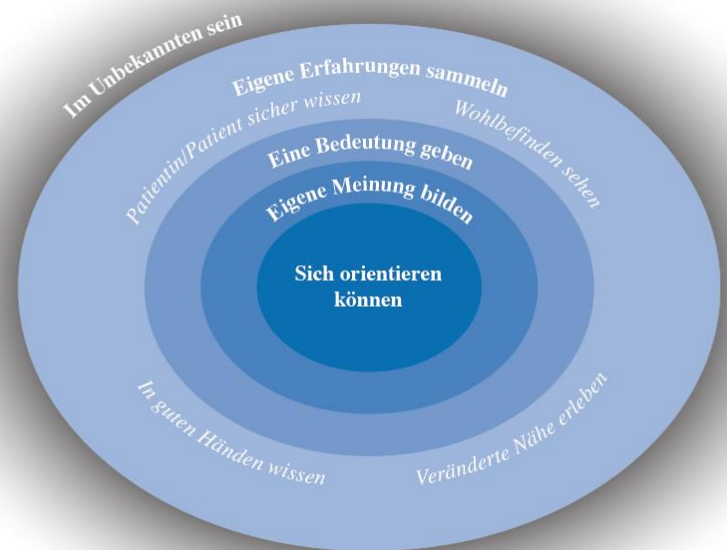 Im Unbekannten sein
Eigene Erfahrungen sammeln
Patientin/Patient sicher wissen
Wohlbefinden sehen
Eine Bedeutung geben
Eigene Meinung bilden
Sich orientieren
können
In guten Händen wissen
Veränderte Nähe erleben